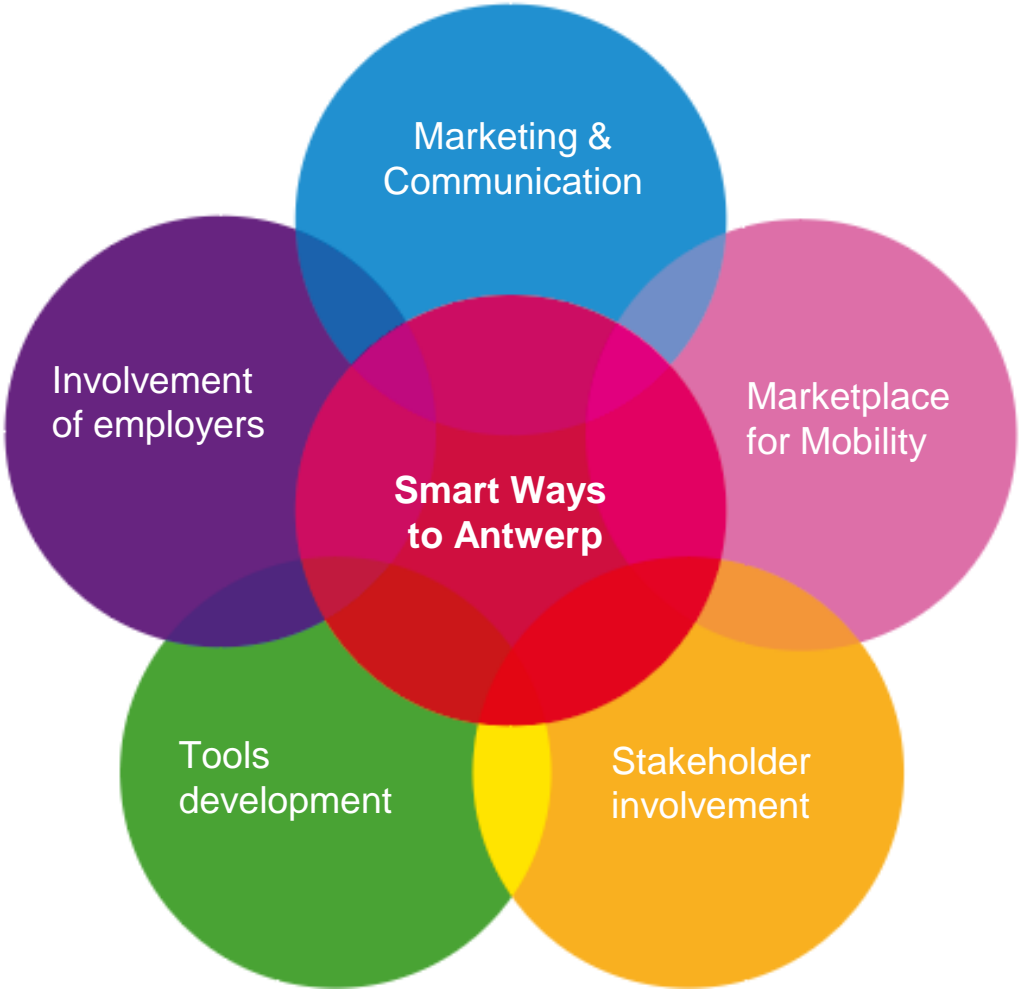 Marketing &
Communication
Involvement
of employers
Marketplace
for Mobility
Smart Ways
to Antwerp
Tools
development
Stakeholder
involvement